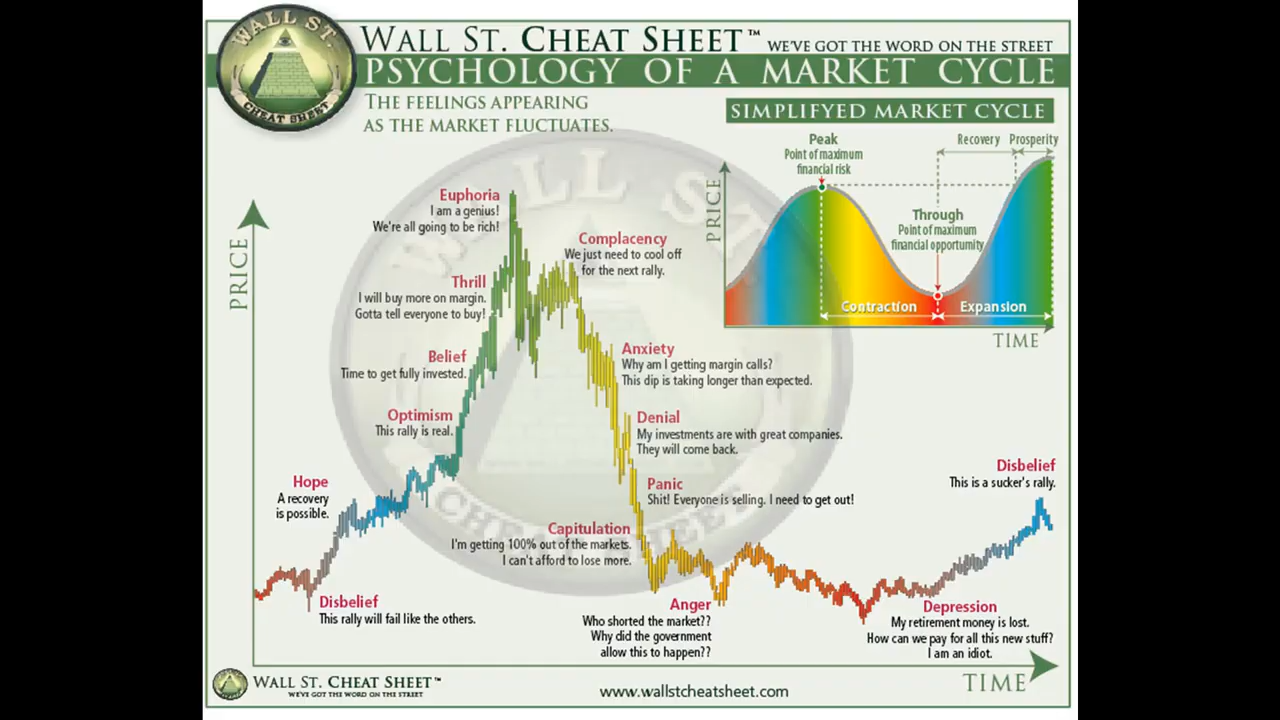 WALL ST.
CHEAT SHEET
WALL ST. CHEAT SHEET™ WE'VE GOT THE WORD ON THE STREET
PSYCHOLOGY OF A MARKET CYCLE
THE FEELINGS APPEARING
AS THE MARKET FLUCTUATES.
SIMPLIFYED MARKET CYCLE
Peak
Point of maximum
financial risk
Recovery
Prosperity
Through
Point of maximum
financial opportunity
Contraction
Expansion
PRICE
TIME
WALL ST.
CHEAT SHEET
PRICE
Euphoria
I am a genius!
We're all going to be rich!
Complacency
We just need to cool off
for the next rally.
Thrill
I will buy more on margin.
Gotta tell everyone to buy!
Belief
Time to get fully invested.
Anxiety
Why am I getting margin calls?
This dip is taking longer than expected.
Optimism
This rally is real.
Denial
My investments are with great companies.
They will come back.
Hope
A recovery
is possible.
Panic
Shit! Everyone is selling. I need to get out!
Disbelief
This is a sucker's rally.
Capitulation
I'm getting 100% out of the markets.
I can't afford to lose more.
Disbelief
This rally will fail like the others.
Anger
Who shorted the market??
Why did the government
allow this to happen??
Depression
My retirement money is lost.
How can we pay for all this new stuff?
I am an idiot.
TIME
WALL ST. CHEAT SHEET™
WE'VE GOT THE WORD ON THE STREET
www.wallstcheatsheet.com